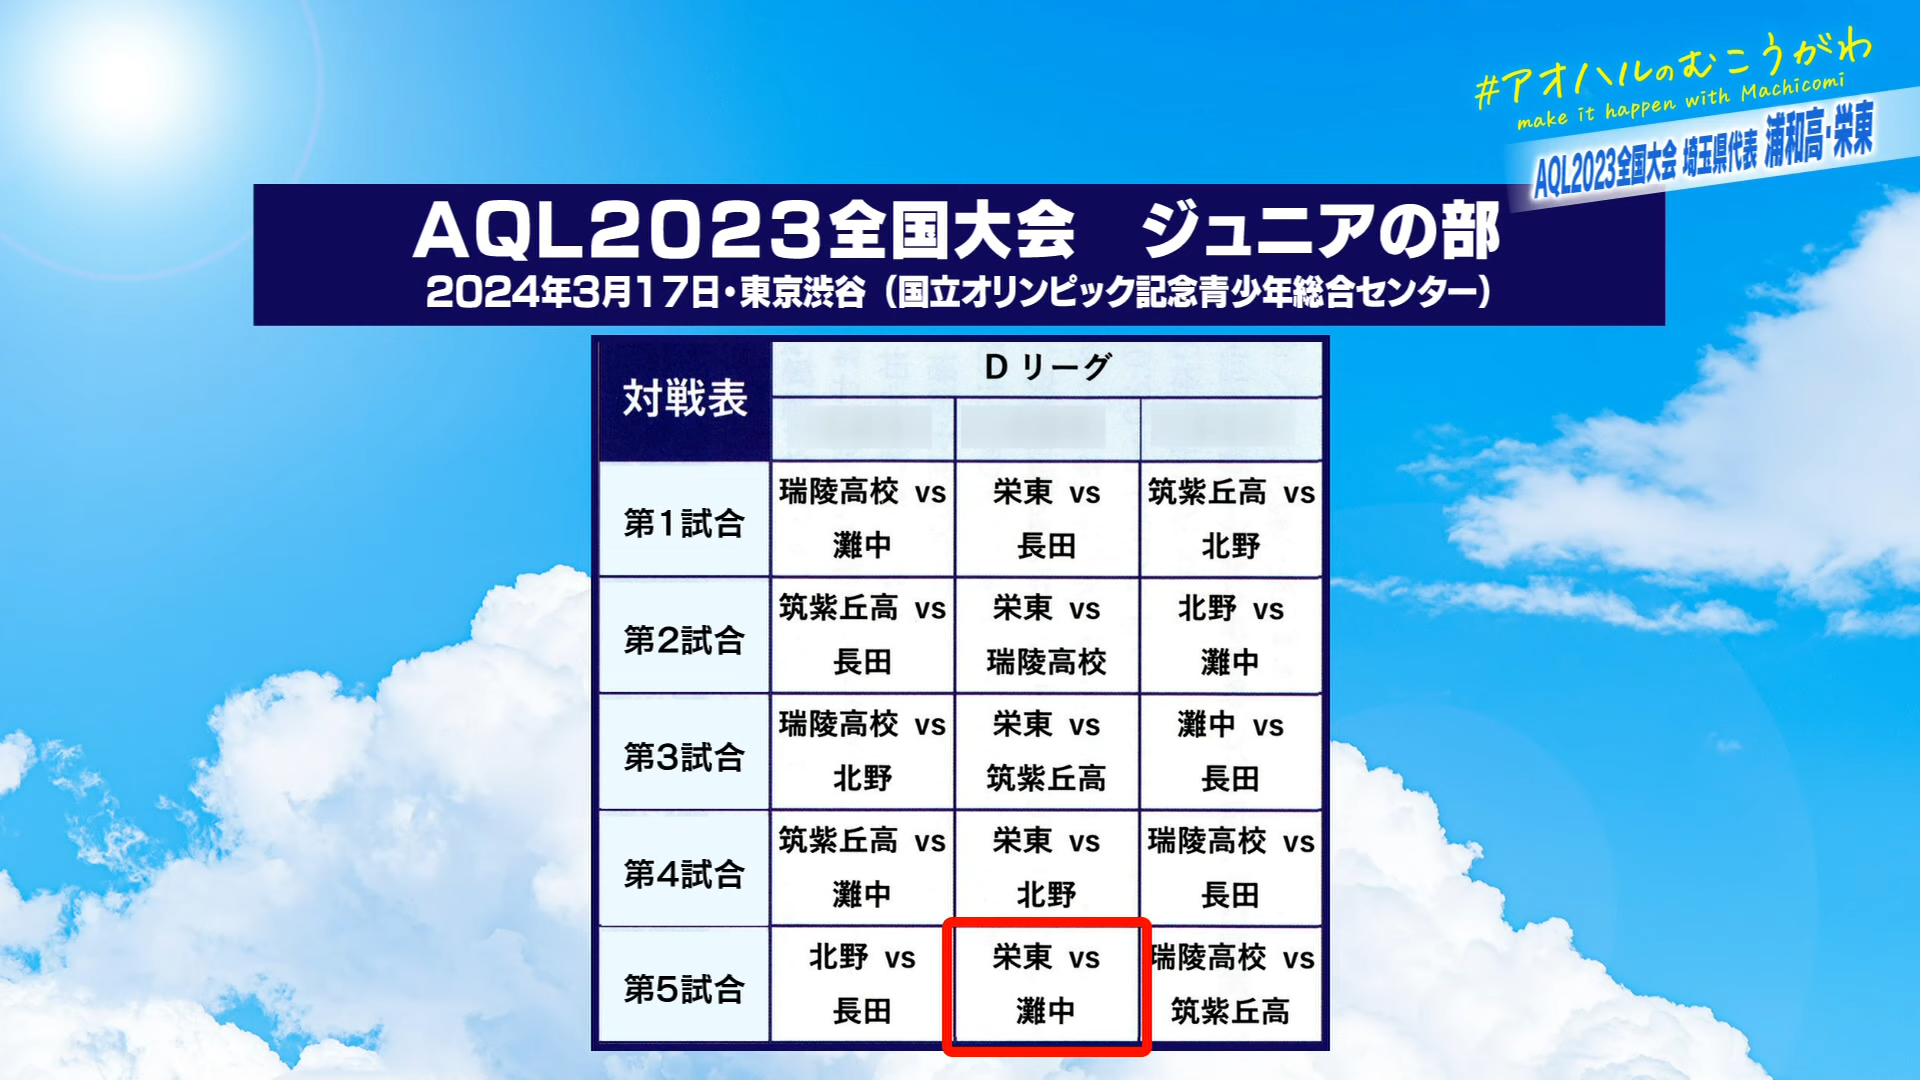 #アオハルのむこうがわ
make it happen with Machicomi
AQL2023全国大会 埼玉県代表 浦和高・栄東
AQL2023全国大会 ジュニアの部
2024年3月17日・東京渋谷(国立オリンピック記念青少年総合センター)
対戦表
D リーグ
第1試合
瑞陵高校 vs
灘中
栄東 vs
長田
筑紫丘高 vs
北野
第2試合
筑紫丘高 vs
長田
栄東 vs
瑞陵高校
北野 vs
灘中
第3試合
瑞陵高校 vs
北野
栄東 vs
筑紫丘高
灘中 vs
長田
第4試合
筑紫丘高 vs
灘中
栄東 vs
北野
瑞陵高校 vs
長田
第5試合
北野 vs
長田
栄東 vs
灘中
瑞陵高校 vs
筑紫丘高